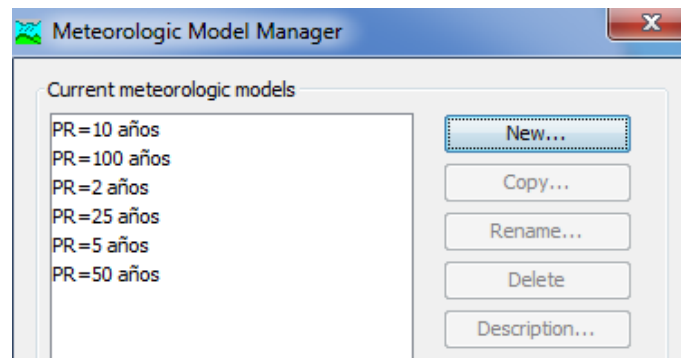 Meteorologic Model Manager
Current meteorologic models
PR=10 años
PR=100 años
PR=2 años
PR=25 años
PR=5 años
PR=50 años
New...
Copy...
Rename...
Delete
Description...